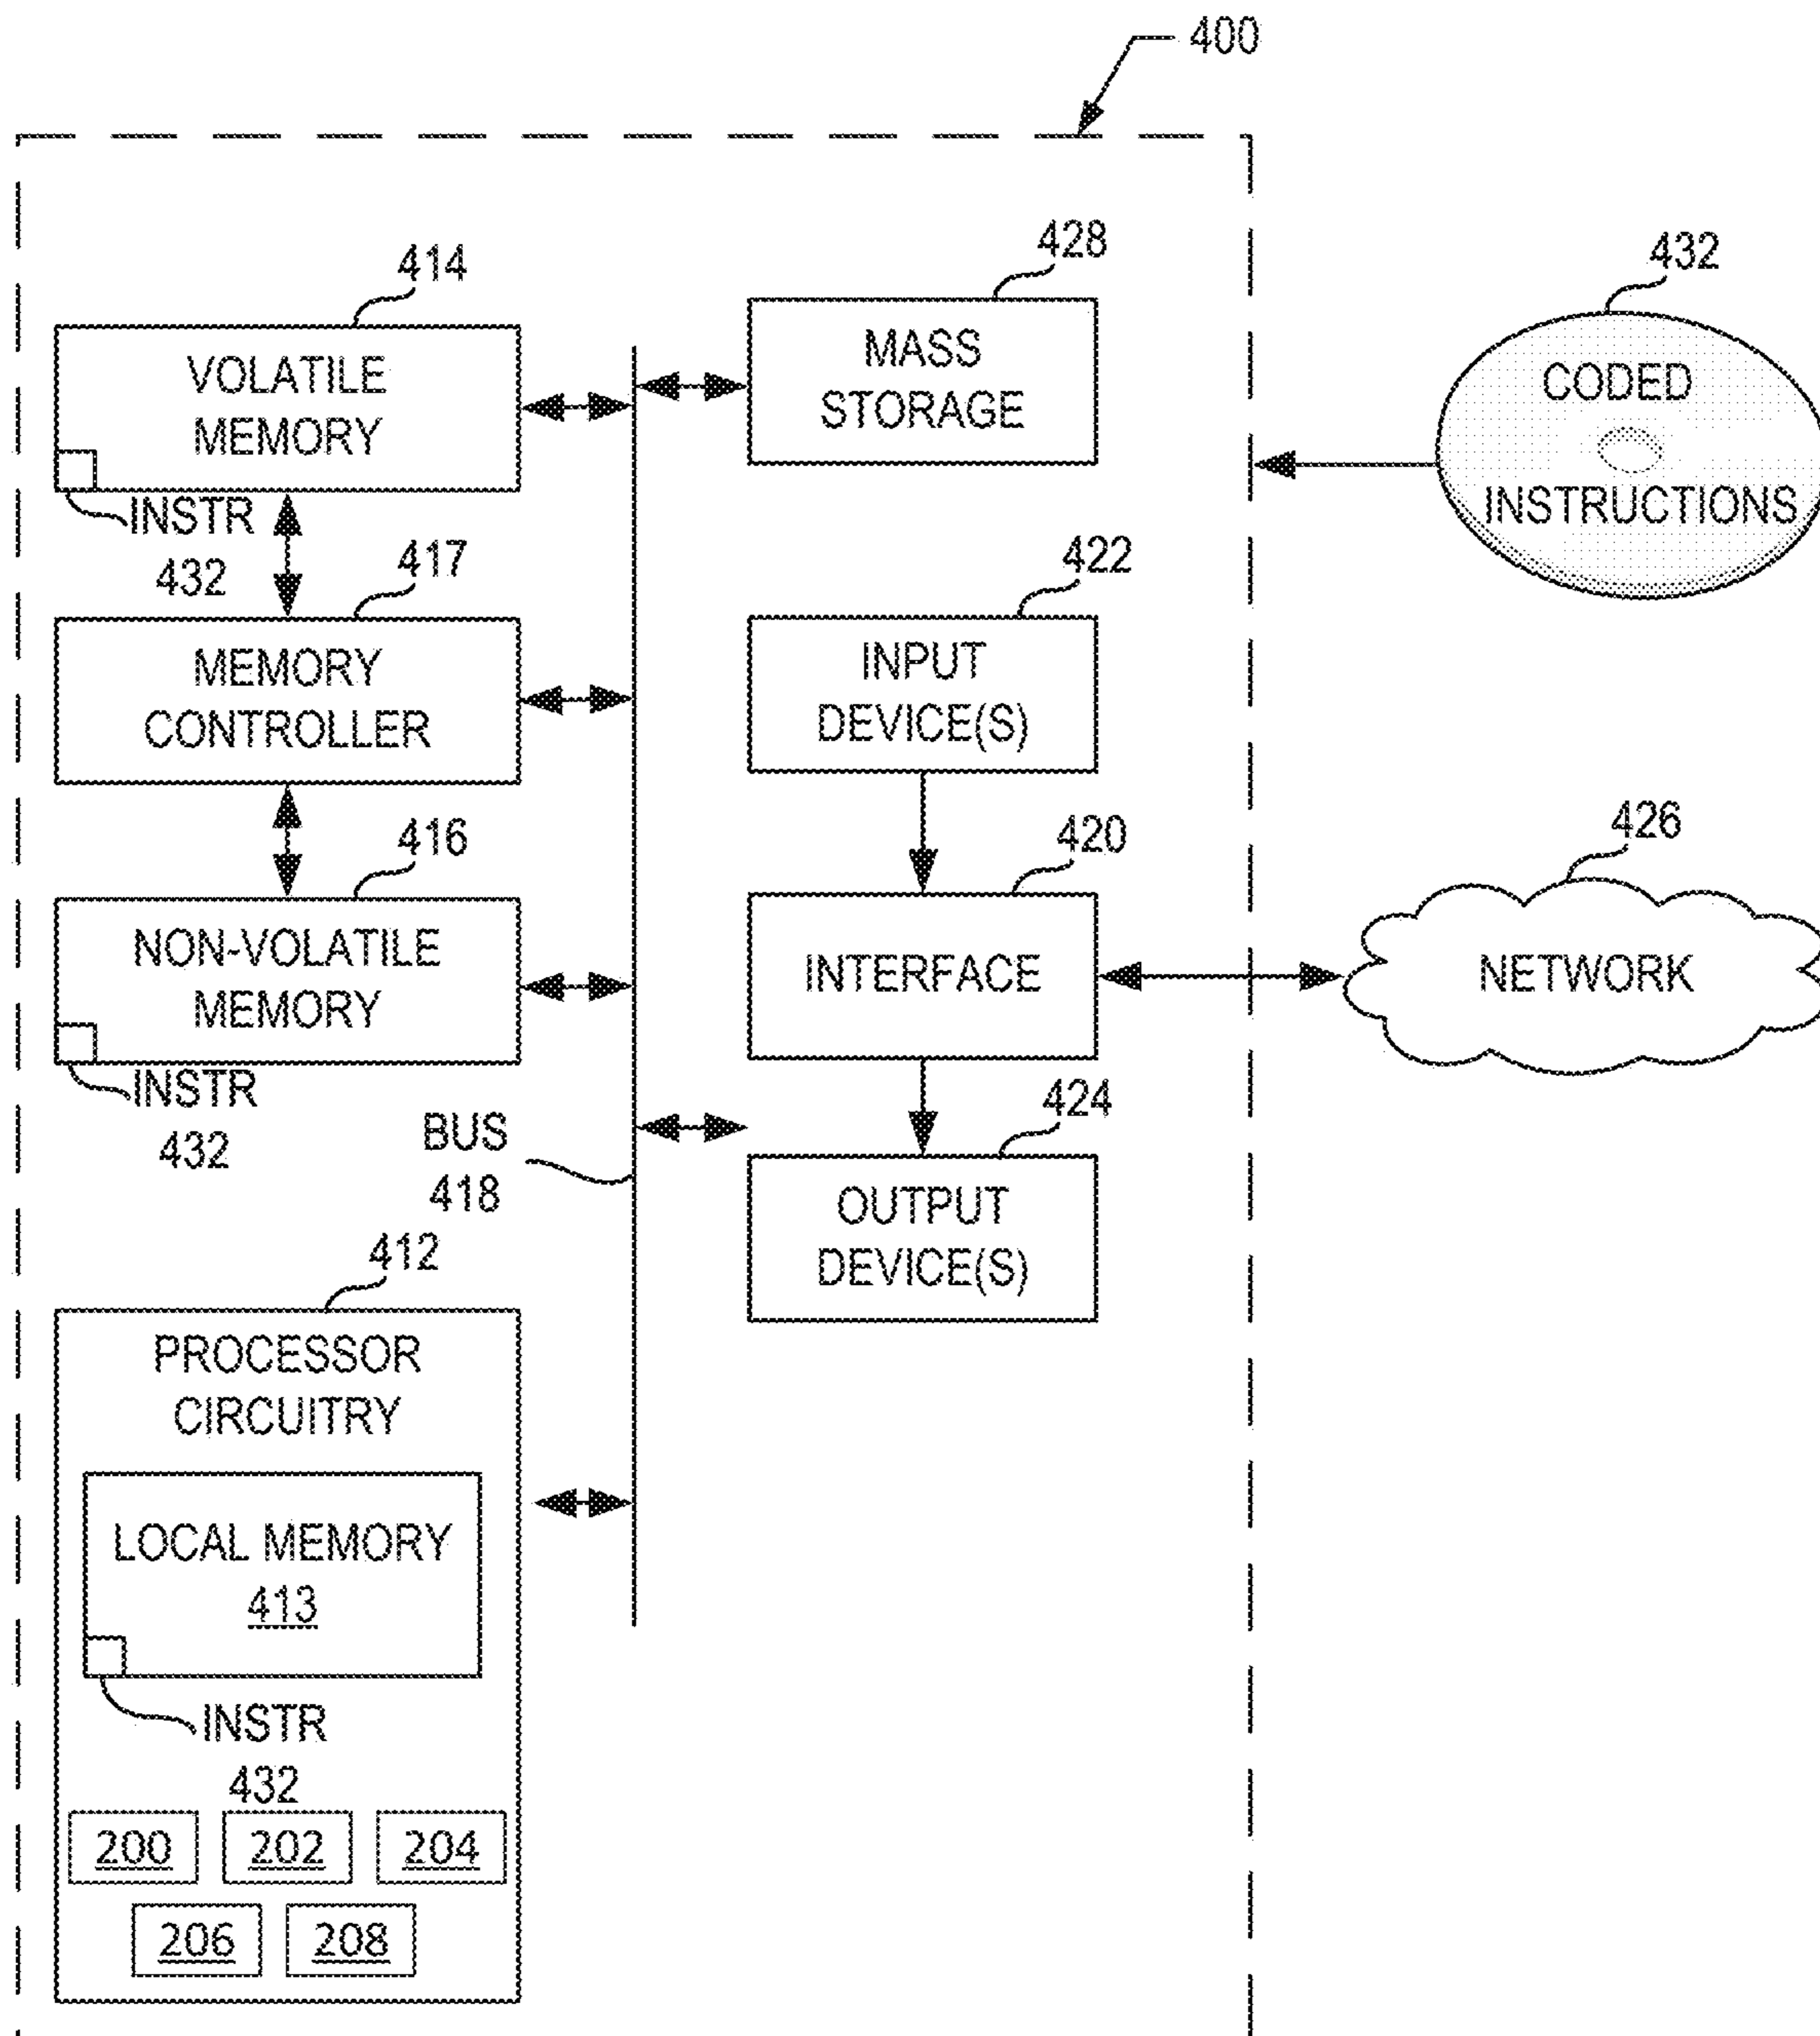 400
414
VOLATILE
MEMORY
INSTR
432
417
MEMORY
CONTROLLER
416
NON-VOLATILE
MEMORY
INSTR
432
BUS
418
412
PROCESSOR
CIRCUITRY
LOCAL MEMORY
413
INSTR
432
200
202
204
206
208
428
MASS
STORAGE
422
INPUT
DEVICE(S)
420
INTERFACE
424
OUTPUT
DEVICE(S)
432
CODED
INSTRUCTIONS
426
NETWORK